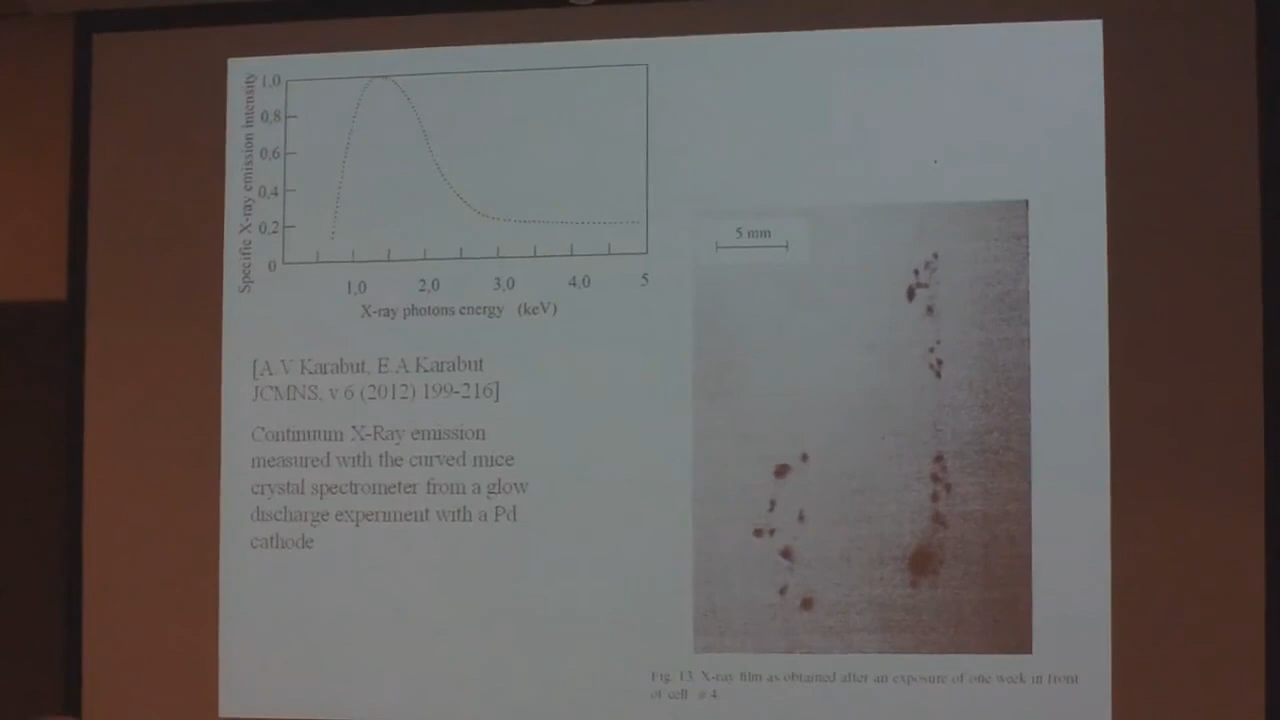 Specific X-ray emission intensity
1,0
0,8
0,6
0,4
0,2
0
1,0 2,0 3,0 4,0 5
X-ray photons energy (keV)
[A.V Karabut, E.A Karabut
JCMNS, v.6 (2012) 199-216]
Continuum X-Ray emission
measured with the curved mice
crystal spectrometer from a glow
discharge experiment with a Pd
cathode
5 mm
Fig. 13. X-ray film as obtained after an exposure of one week in front
of cell # 4